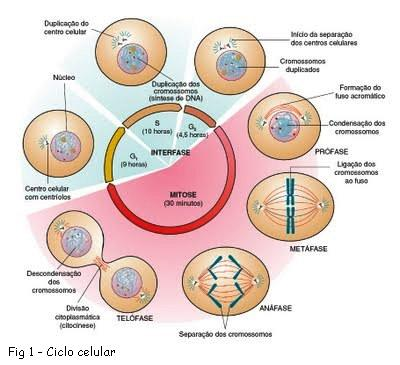 Duplicação do
centro celular
Início da separação
dos centros celulares
Cromossomos
duplicados
Duplicação dos
cromossomos
(síntese de DNA)
Núcleo
Centro celular
com centríolos
S
(10 horas)
G₂
(4,5 horas)
G₁
(9 horas)
INTERFASE
MITOSE
(30 minutos)
Formação do
fuso acromático
Condensação dos
cromossomos
PRÓFASE
Ligação dos
cromossomos
ao fuso
METÁFASE
ANÁFASE
Separação dos cromossomos
Descondensação
dos
cromossomos
Divisão
citoplasmática
(citocinese)
TELÓFASE
Fig 1 - Ciclo celular